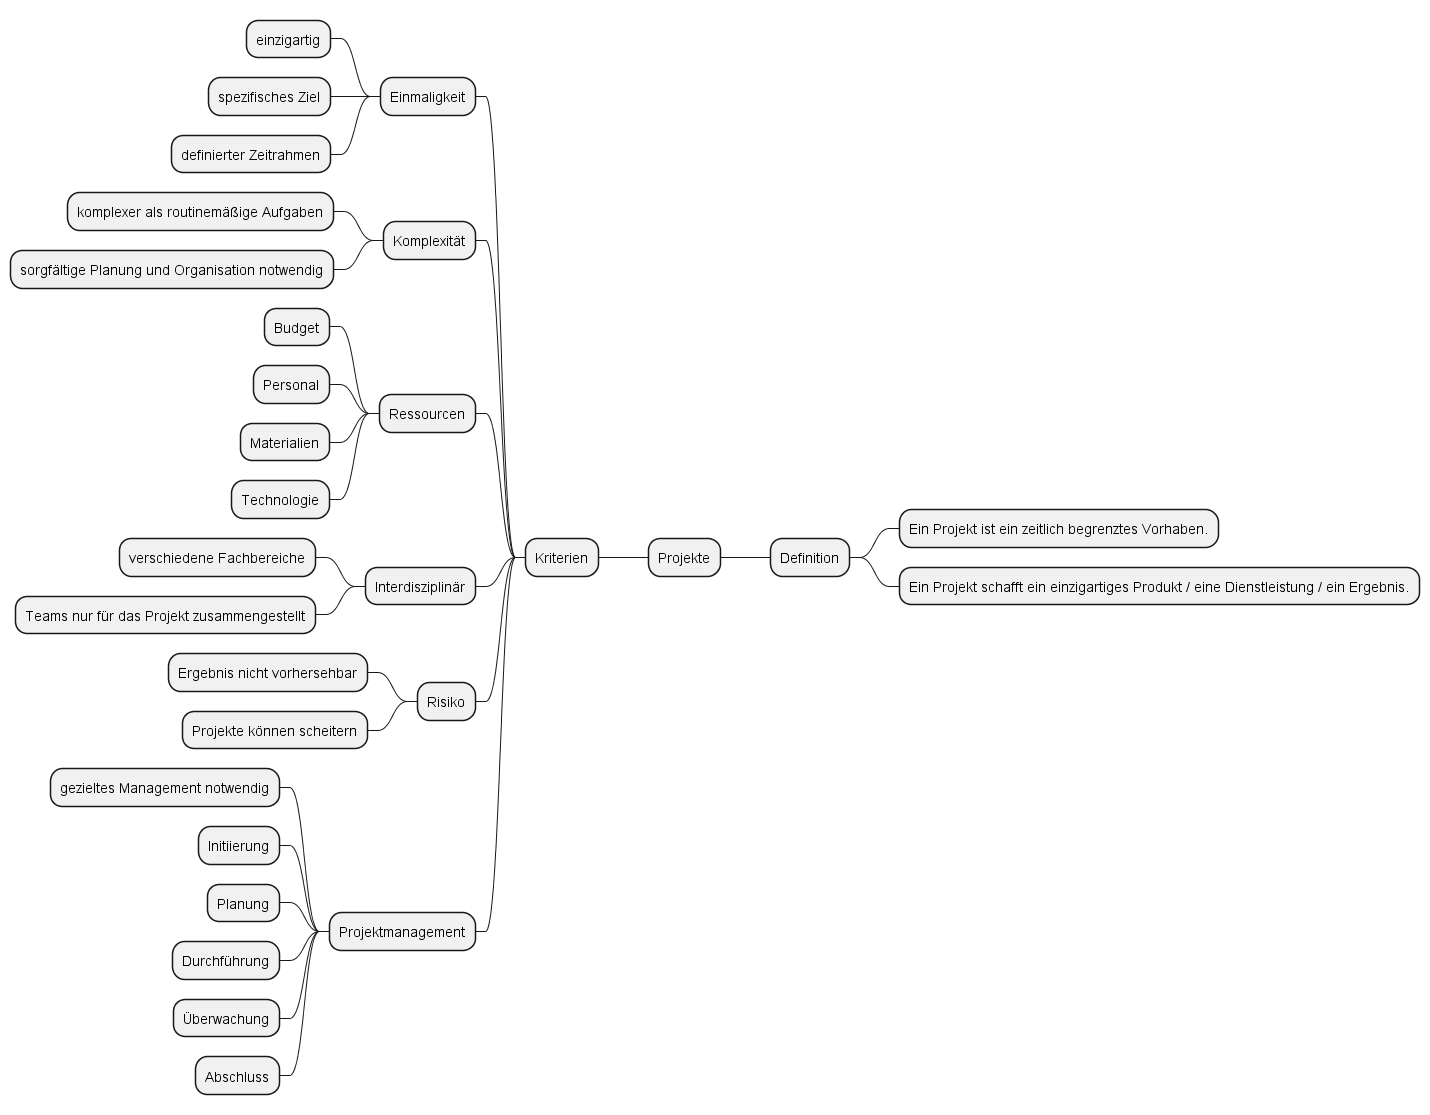 einzigartig
spezifisches Ziel
Einmaligkeit
definierter Zeitrahmen
komplexer als routinemäßige Aufgaben
Komplexität
sorgfältige Planung und Organisation notwendig
Budget
Personal
Ressourcen
Materialien
Technologie
verschiedene Fachbereiche
Interdisziplinär
Teams nur für das Projekt zusammengestellt
Ergebnis nicht vorhersehbar
Risiko
Projekte können scheitern
gezieltes Management notwendig
Initiierung
Planung
Projektmanagement
Durchführung
Überwachung
Abschluss
Kriterien
Projekte
Definition
Ein Projekt ist ein zeitlich begrenztes Vorhaben.
Ein Projekt schafft ein einzigartiges Produkt / eine Dienstleistung / ein Ergebnis.